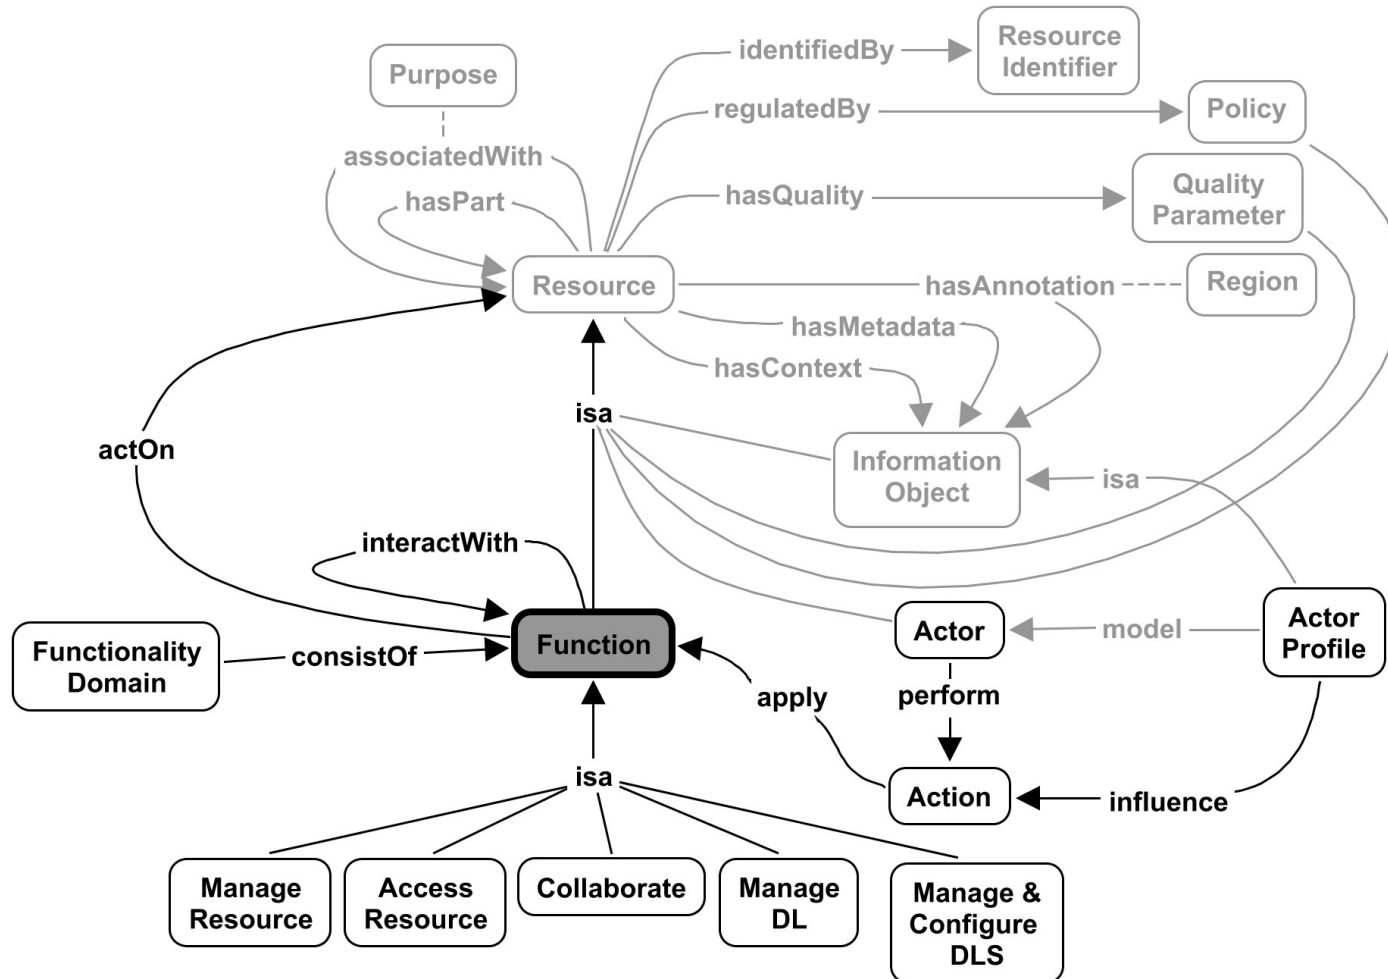 identifiedBy
Resource
Identifier
Purpose
regulatedBy
Policy
associatedWith
hasPart
hasQuality
Quality
Parameter
Resource
hasAnnotation
Region
hasMetadata
hasContext
isa
actOn
Information
Object
isa
interactWith
Function
Functionality
Domain
consistOf
Actor
model
Actor
Profile
apply
perform
Action
influence
isa
Manage
Resource
Access
Resource
Collaborate
Manage
DL
Manage &
Configure
DLS